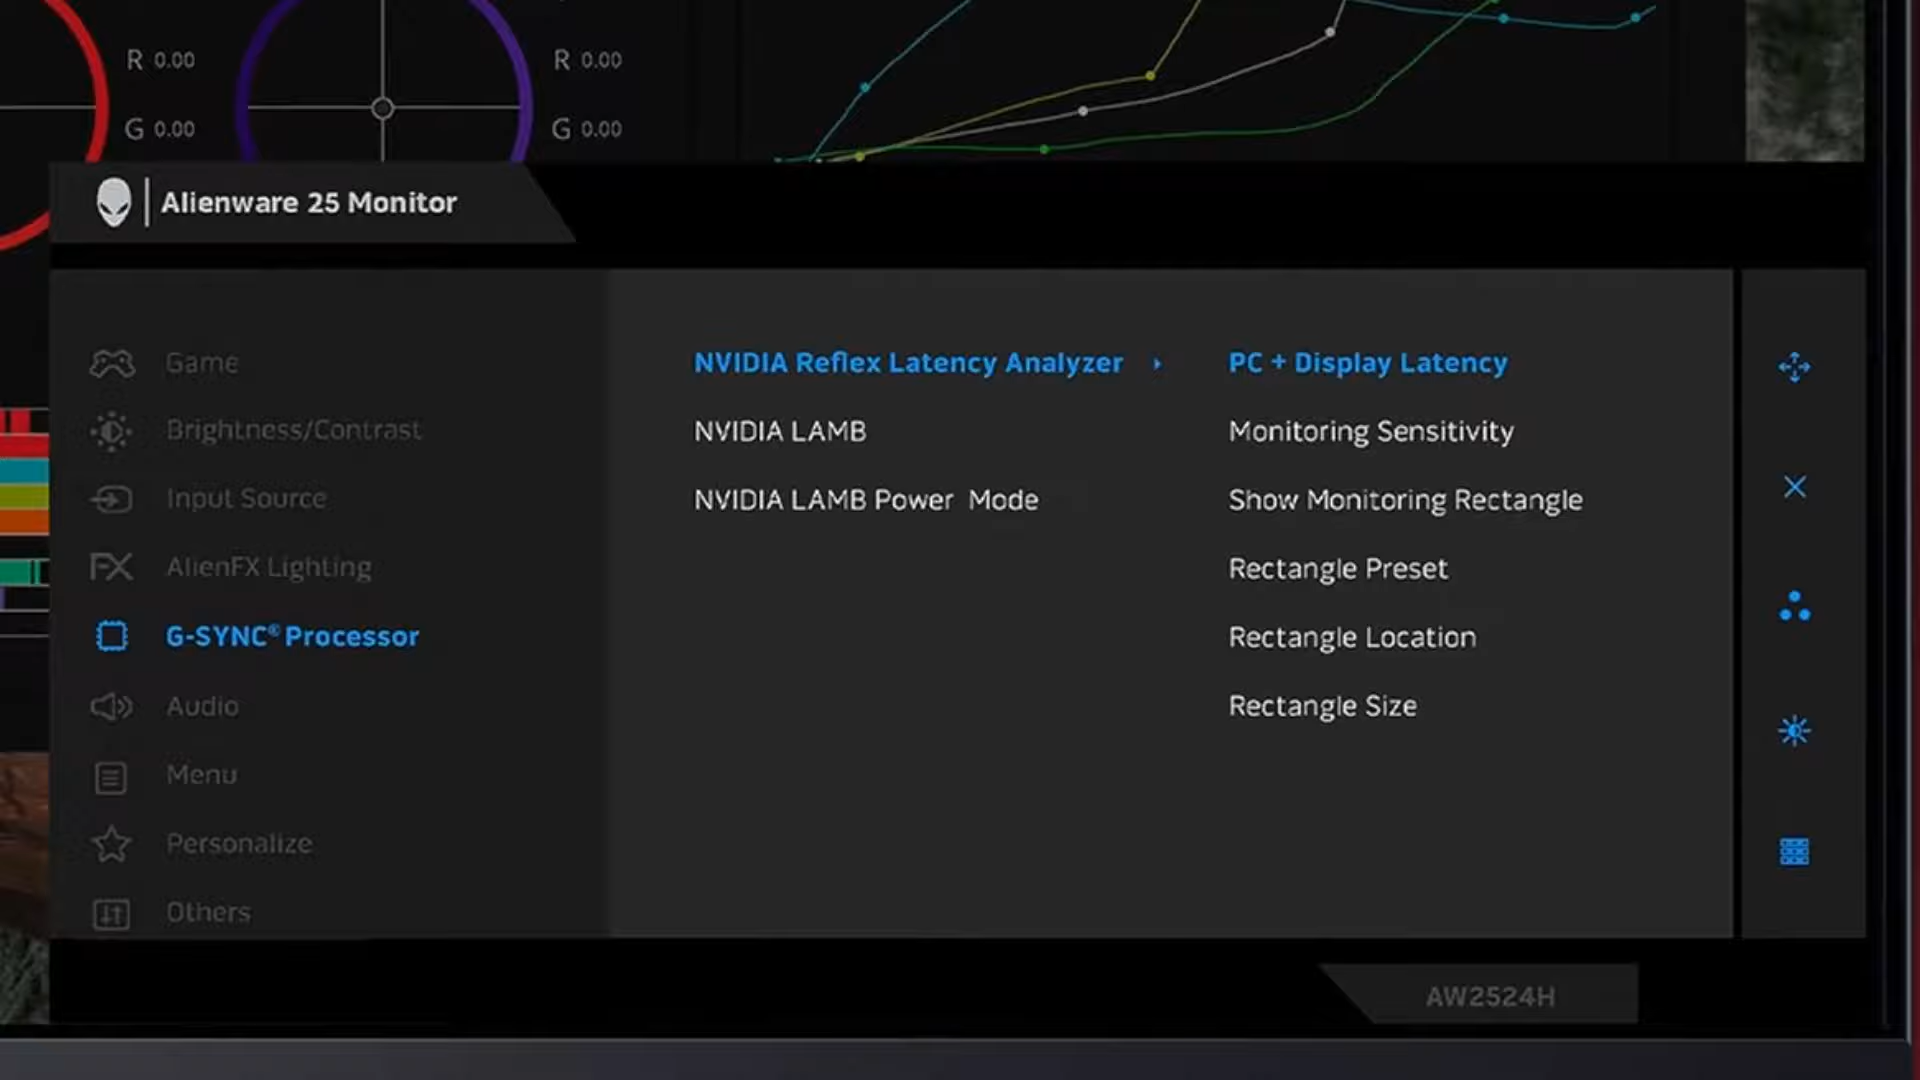 R 0.00
R 0.00
G 0.00
G 0.00
Alienware 25 Monitor
Game
Brightness/Contrast
Input Source
FX AlienFX Lighting
G-SYNC® Processor
Audio
Menu
Personalize
Others
NVIDIA Reflex Latency Analyzer
NVIDIA LAMB
NVIDIA LAMB Power Mode
PC + Display Latency
Monitoring Sensitivity
Show Monitoring Rectangle
Rectangle Preset
Rectangle Location
Rectangle Size
AW2524H